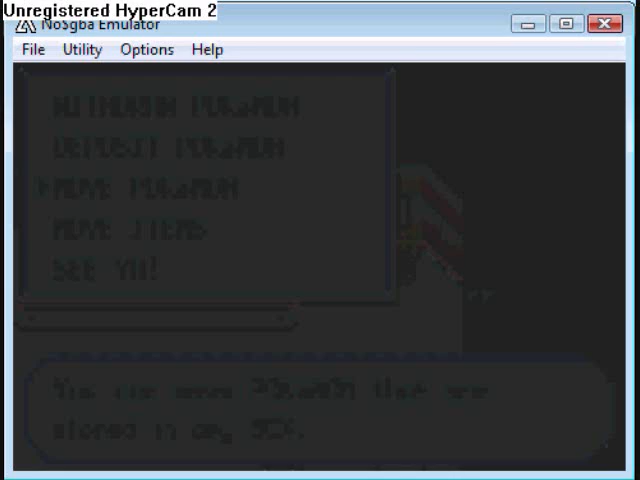 Unregistered HyperCam 2
No$gba Emulator
File Utility Options Help
WITHDRAW POKéMON
DEPOSIT POKéMON
MOVE POKéMON
MOVE ITEMS
SEE YA!
You can move POKéMON that are
stored in any BOX.